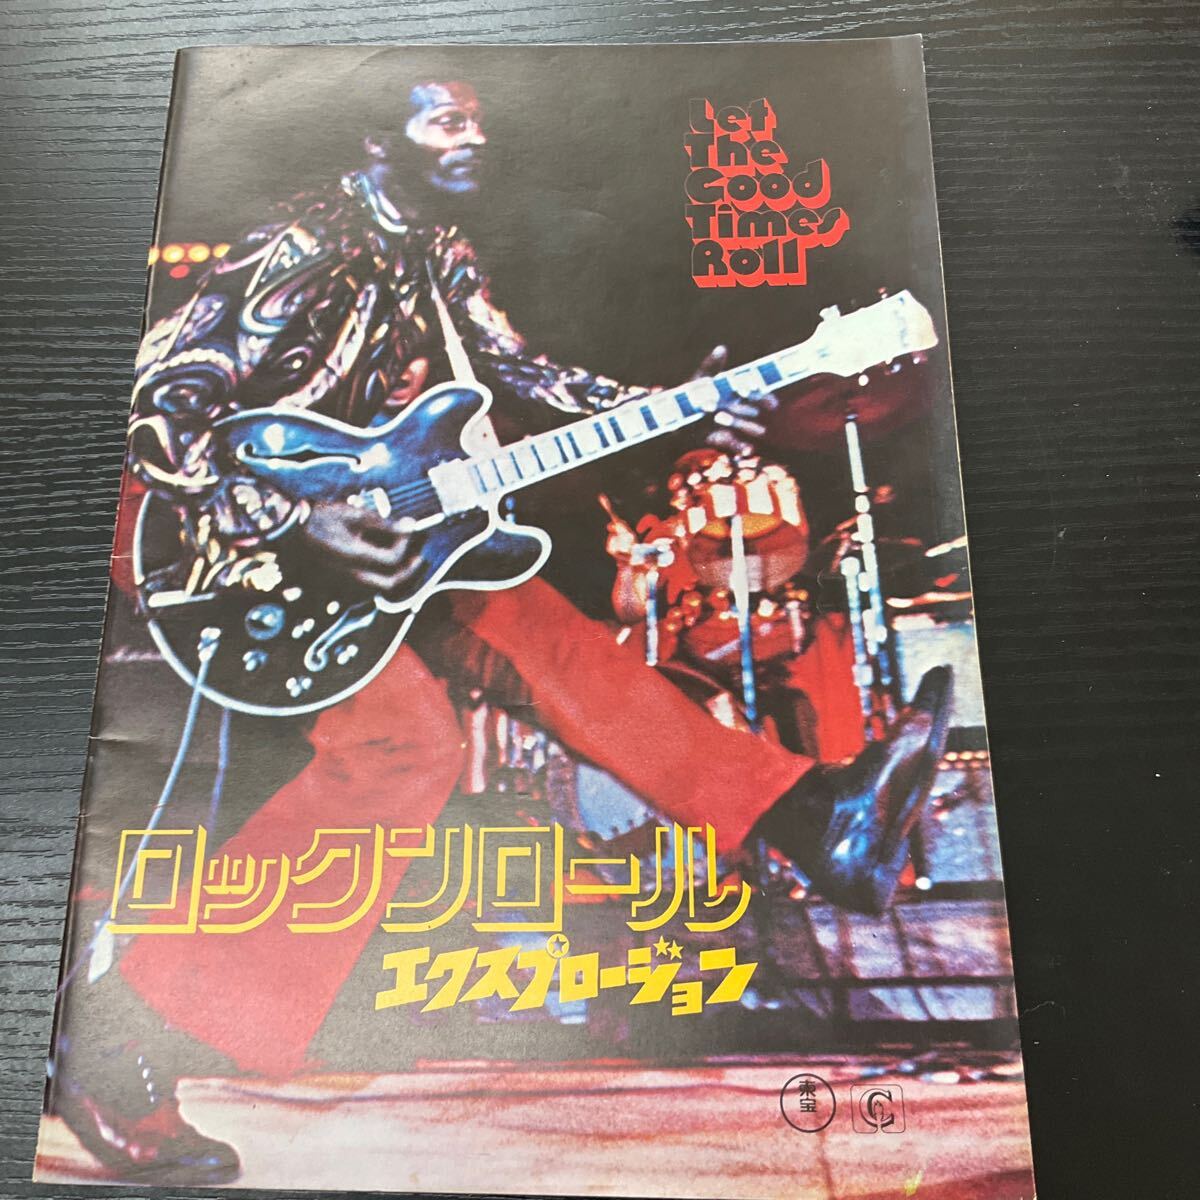 Let
The
Good
Times
Roll
ロックンロール
エクスプロージョン
東宝